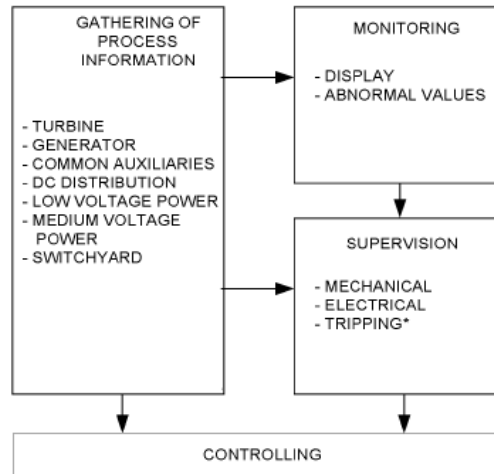 GATHERING OF
PROCESS
INFORMATION
- TURBINE
- GENERATOR
- COMMON AUXILIARIES
- DC DISTRIBUTION
- LOW VOLTAGE POWER
- MEDIUM VOLTAGE
POWER
- SWITCHYARD
MONITORING
- DISPLAY
- ABNORMAL VALUES
SUPERVISION
- MECHANICAL
- ELECTRICAL
- TRIPPING*
CONTROLLING